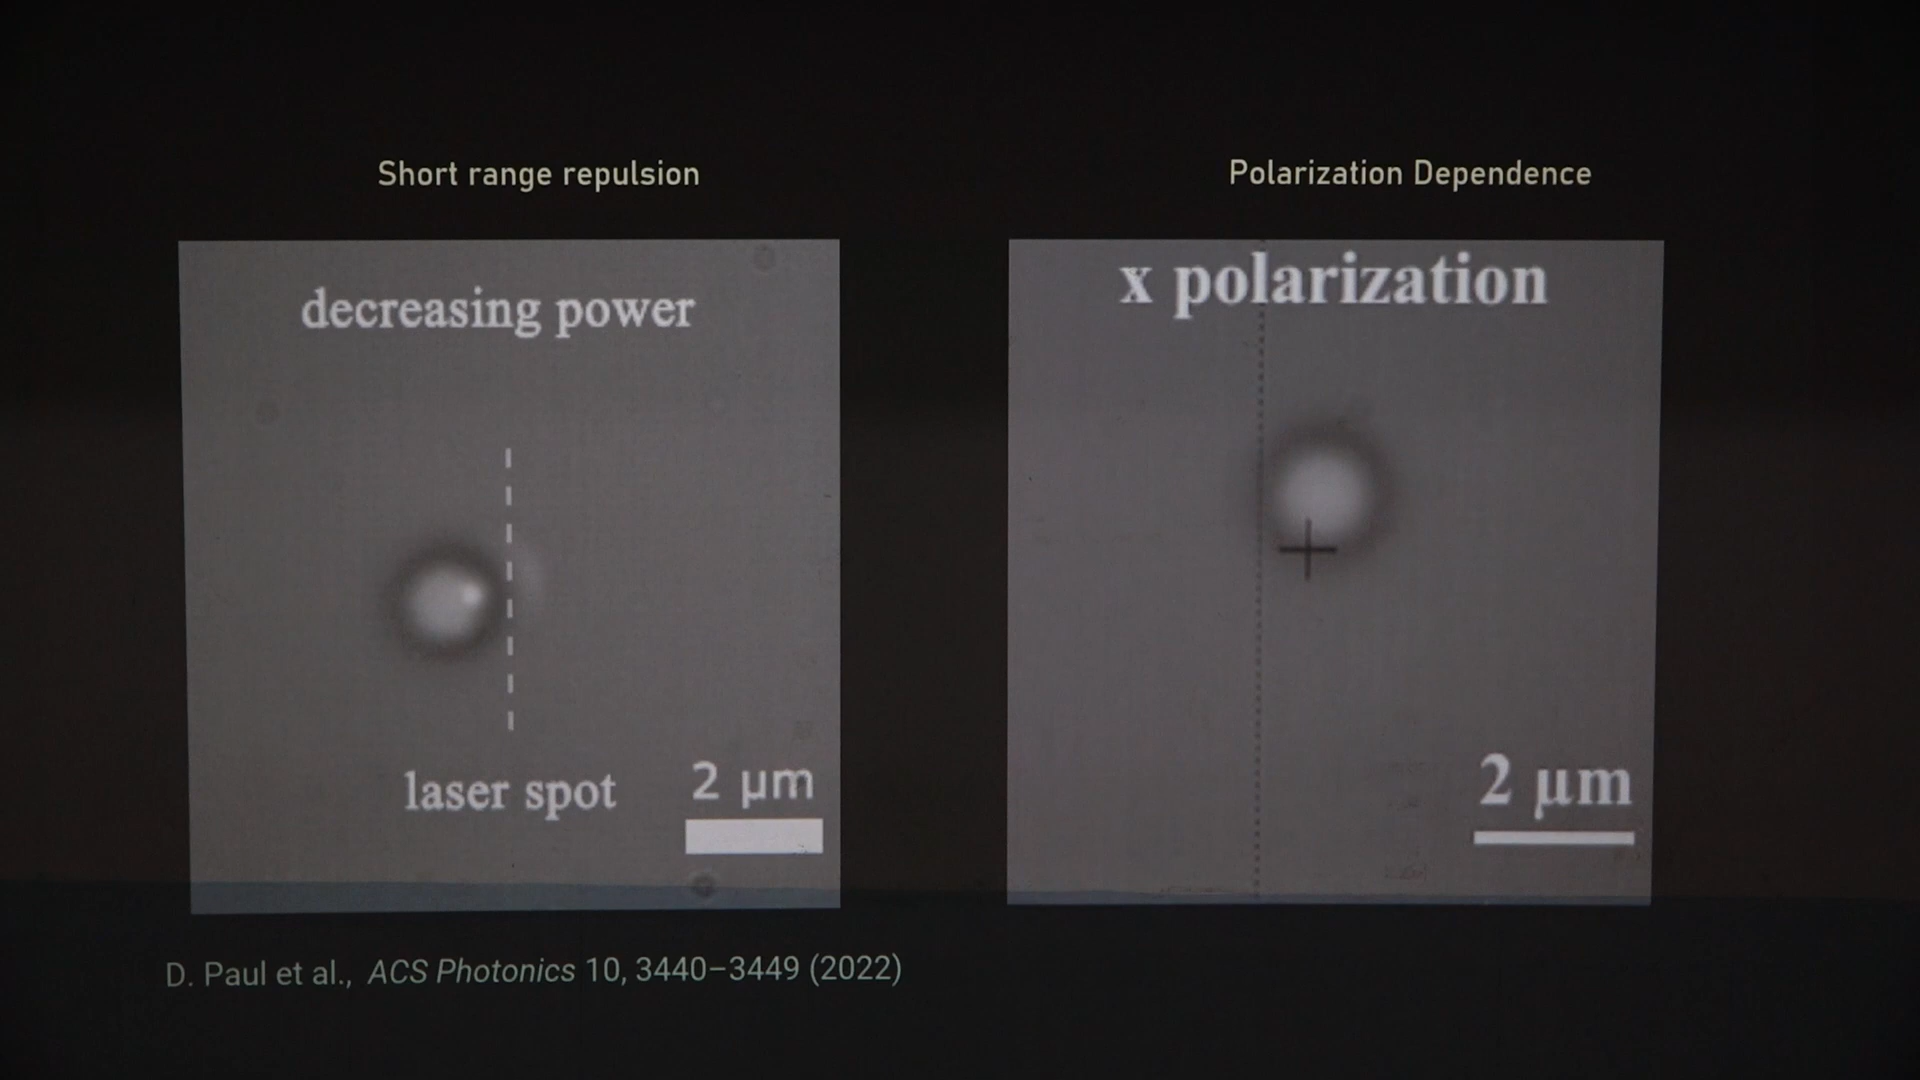 Short range repulsion
Polarization Dependence
decreasing power
laser spot
2 µm
x polarization
2 µm
D. Paul et al., ACS Photonics 10, 3440–3449 (2022)